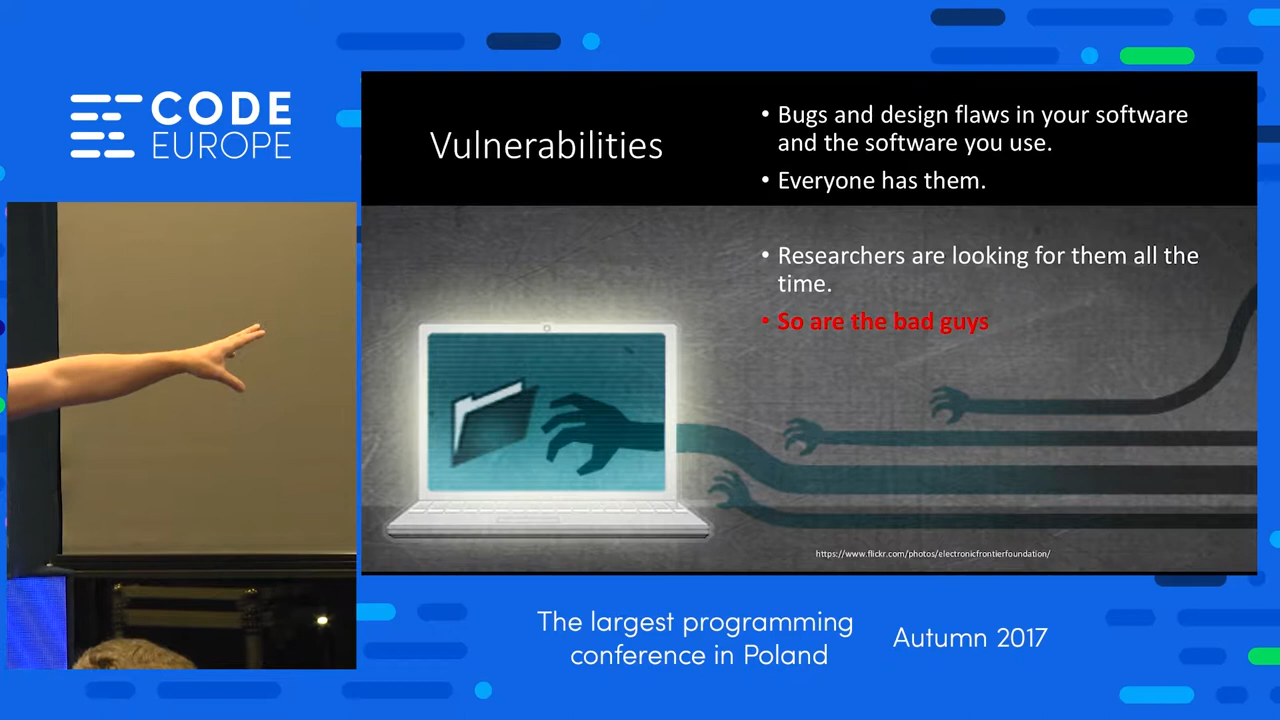 CODE
EUROPE
Vulnerabilities
• Bugs and design flaws in your software
and the software you use.
• Everyone has them.
• Researchers are looking for them all the
time.
• So are the bad guys
https://www.flickr.com/photos/electronicfrontierfoundation/
The largest programming
conference in Poland
Autumn 2017